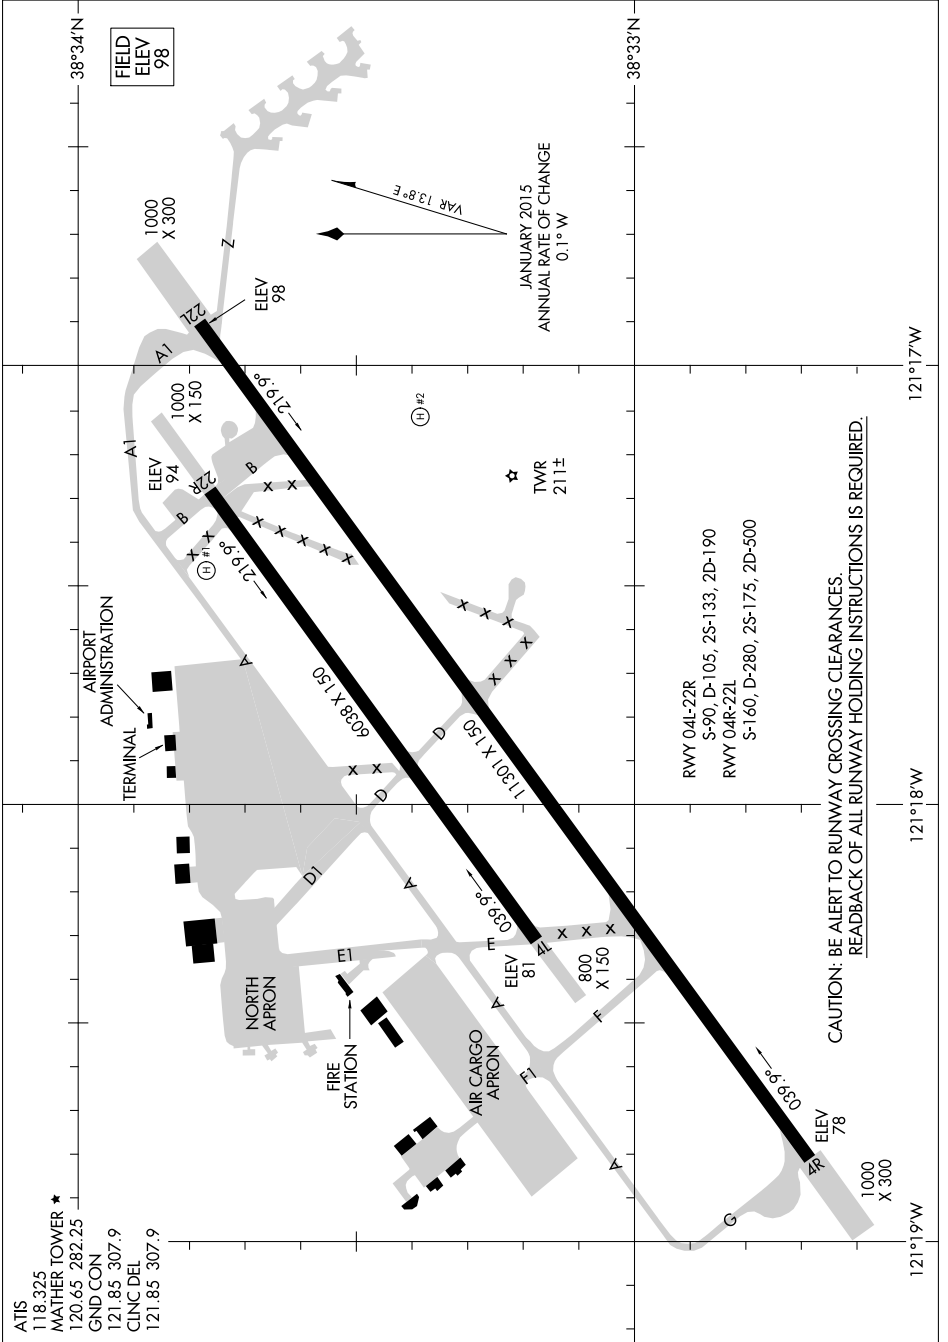 ATIS
118.325
MATHER TOWER ★
120.65 282.25
GND CON
121.85 307.9
CLNC DEL
121.85 307.9
FIELD
ELEV
98
38°34'N
38°33'N
121°19'W
121°18'W
121°17'W
AIRPORT
ADMINISTRATION
TERMINAL
NORTH
APRON
FIRE
STATION
AIR CARGO
APRON
ELEV
94
1000
X 150
1000
X 300
ELEV
98
ELEV
81
800
X 150
ELEV
78
1000
X 300
22R
22L
4L
4R
219.9°
219.9°
039.9°
039.9°
6038 X 150
11301 X 150
A1
A1
A
A
A
A
B
B
D
D
D1
E
E1
F
F1
G
Z
X X
X X
X X X X X
X X
X X X
X X X X X X
H #1
H #2
TWR
211±
VAR 13.8° E
JANUARY 2015
ANNUAL RATE OF CHANGE
0.1° W
RWY 04L-22R
S-90, D-105, 2S-133, 2D-190
RWY 04R-22L
S-160, D-280, 2S-175, 2D-500
CAUTION: BE ALERT TO RUNWAY CROSSING CLEARANCES.
READBACK OF ALL RUNWAY HOLDING INSTRUCTIONS IS REQUIRED.